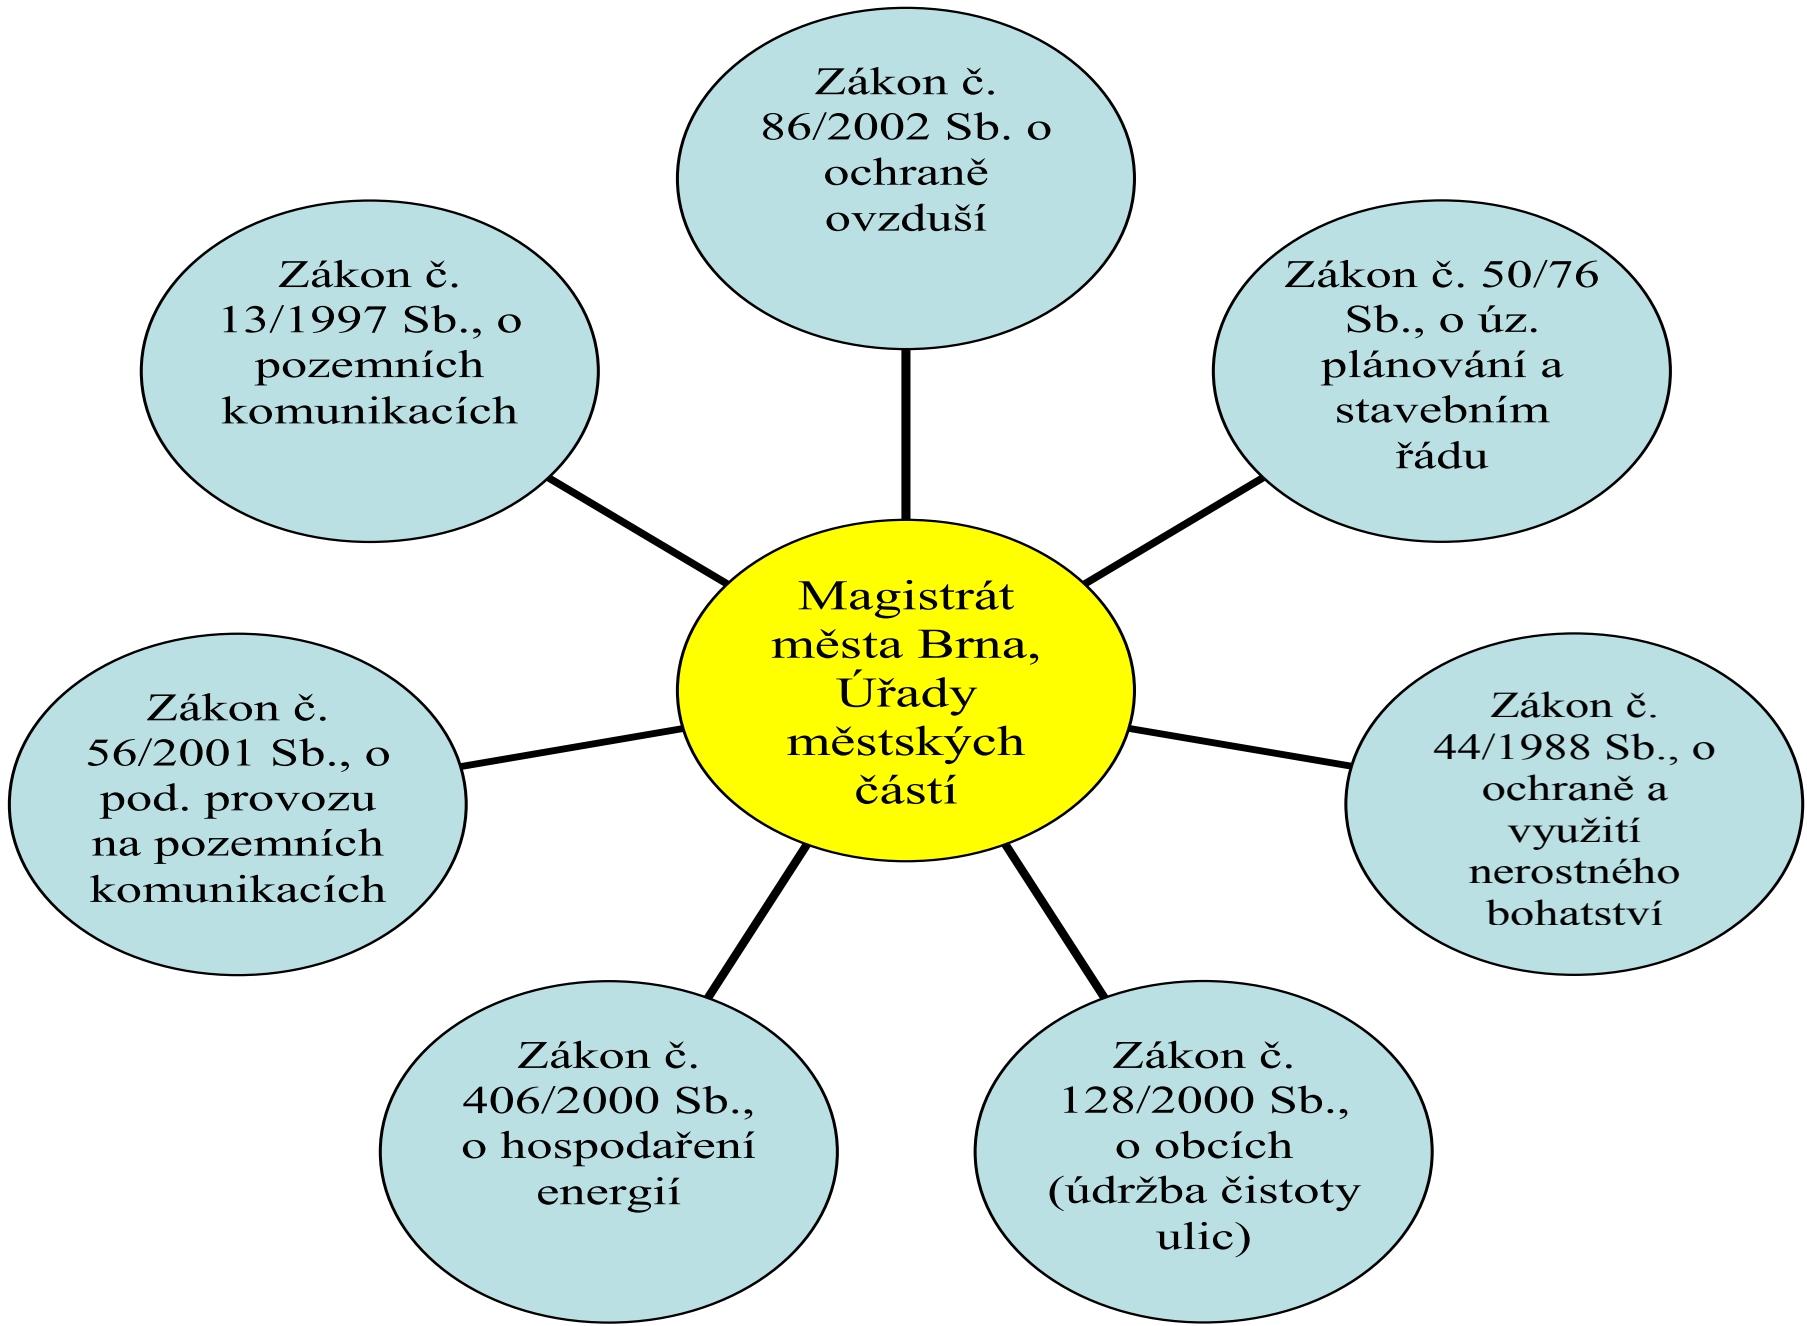 Zákon č.
86/2002 Sb. o
ochraně
ovzduší
Zákon č.
13/1997 Sb., o
pozemních
komunikacích
Zákon č. 50/76
Sb., o úz.
plánování a
stavebním
řádu
Magistrát
města Brna,
Úřady
městských
částí
Zákon č.
56/2001 Sb., o
pod. provozu
na pozemních
komunikacích
Zákon č.
44/1988 Sb., o
ochraně a
využití
nerostného
bohatství
Zákon č.
406/2000 Sb.,
o hospodaření
energií
Zákon č.
128/2000 Sb.,
o obcích
(údržba čistoty
ulic)